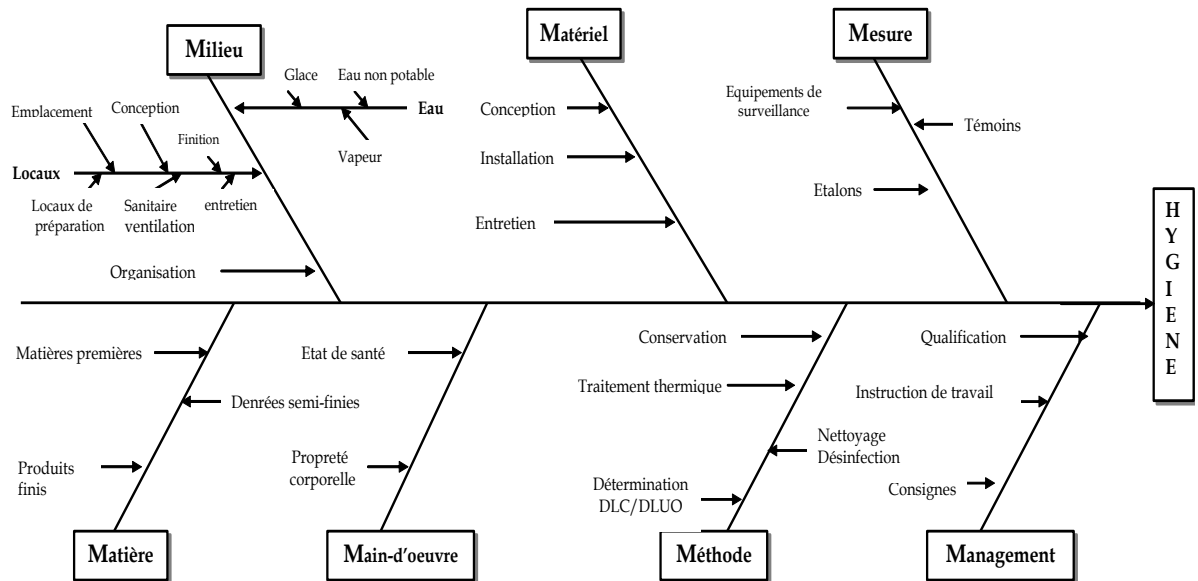 Milieu
Matériel
Mesure
Glace
Eau non potable
Eau
Vapeur
Emplacement
Conception
Finition
Locaux
Locaux de
préparation
Sanitaire
ventilation
entretien
Organisation
Conception
Installation
Entretien
Equipements de
surveillance
Témoins
Etalons
H
Y
G
I
E
N
E
Matières premières
Denrées semi-finies
Produits
finis
Etat de santé
Propreté
corporelle
Conservation
Traitement thermique
Nettoyage
Désinfection
Détermination
DLC/DLUO
Qualification
Instruction de travail
Consignes
Matière
Main-d'oeuvre
Méthode
Management